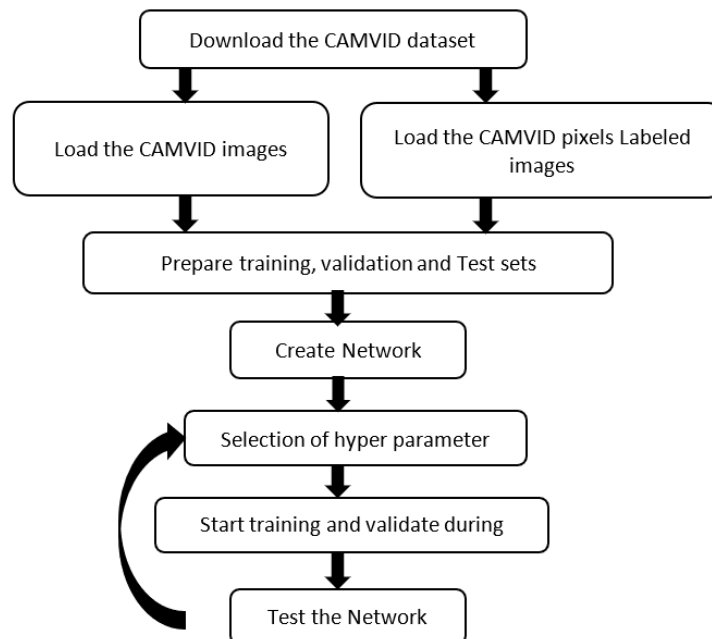 Download the CAMVID dataset
Load the CAMVID images
Load the CAMVID pixels Labeled
images
Prepare training, validation and Test sets
Create Network
Selection of hyper parameter
Start training and validate during
Test the Network